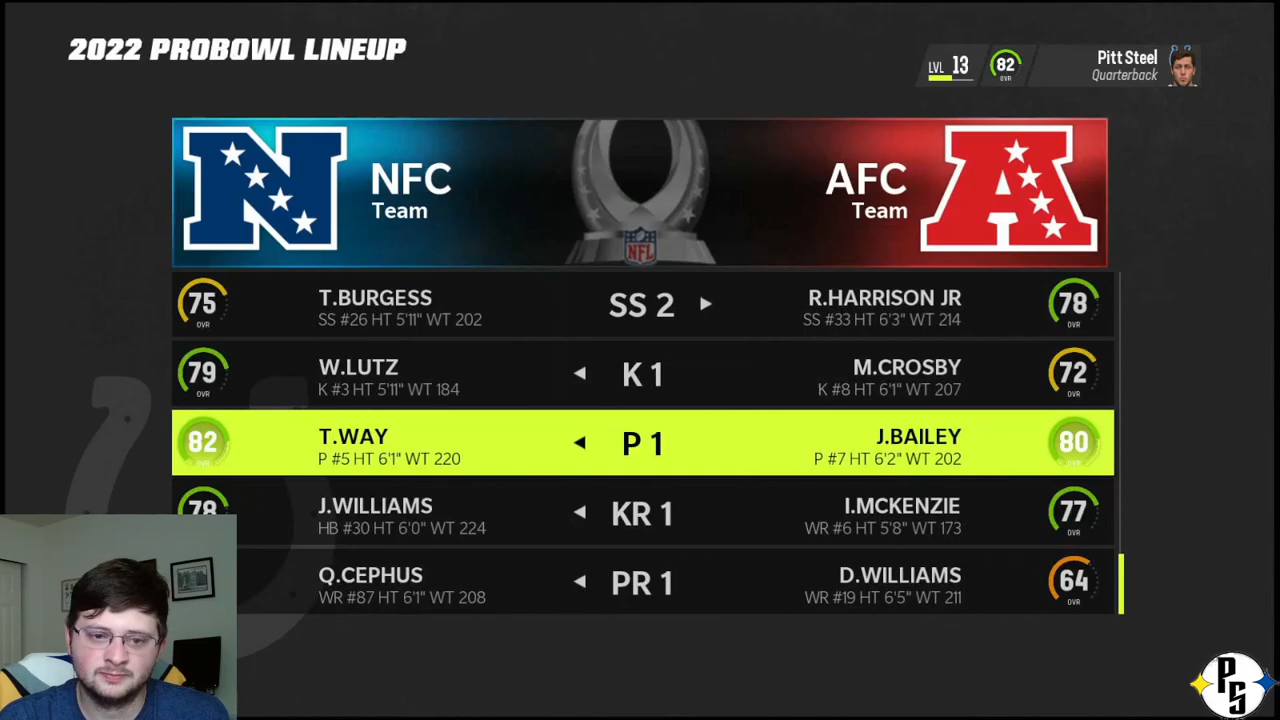 2022 PROBOWL LINEUP
LVL 13
82
OVR
Pitt Steel
Quarterback
NFC
Team
NFL
AFC
Team
75
OVR
T.BURGESS
SS #26 HT 5'11" WT 202
SS 2
R.HARRISON JR
SS #33 HT 6'3" WT 214
78
OVR
79
OVR
W.LUTZ
K #3 HT 5'11" WT 184
K 1
M.CROSBY
K #8 HT 6'1" WT 207
72
OVR
82
OVR
T.WAY
P #5 HT 6'1" WT 220
P 1
J.BAILEY
P #7 HT 6'2" WT 202
80
OVR
78
J.WILLIAMS
HB #30 HT 6'0" WT 224
KR 1
I.MCKENZIE
WR #6 HT 5'8" WT 173
77
OVR
Q.CEPHUS
WR #87 HT 6'1" WT 208
PR 1
D.WILLIAMS
WR #19 HT 6'5" WT 211
64
OVR
PS